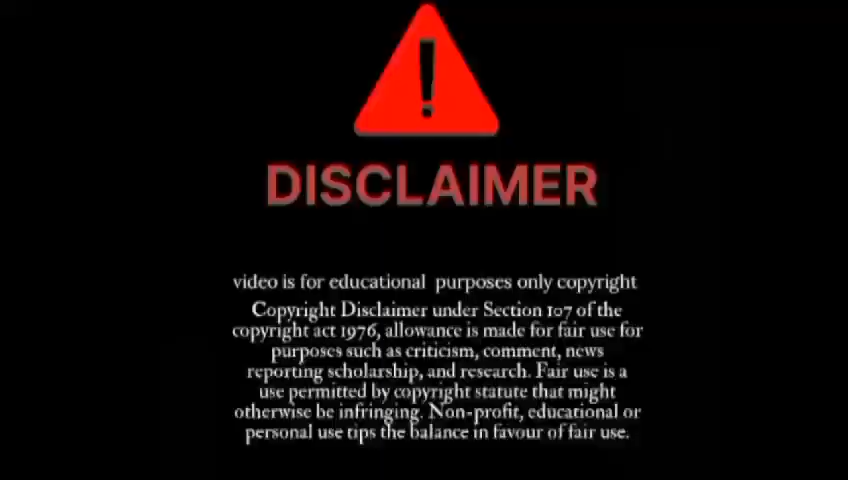 DISCLAIMER
video is for educational purposes only copyright
Copyright Disclaimer under Section 107 of the
copyright act 1976, allowance is made for fair use for
purposes such as criticism, comment, news
reporting scholarship, and research. Fair use is a
use permitted by copyright statute that might
otherwise be infringing. Non-profit, educational or
personal use tips the balance in favour of fair use.